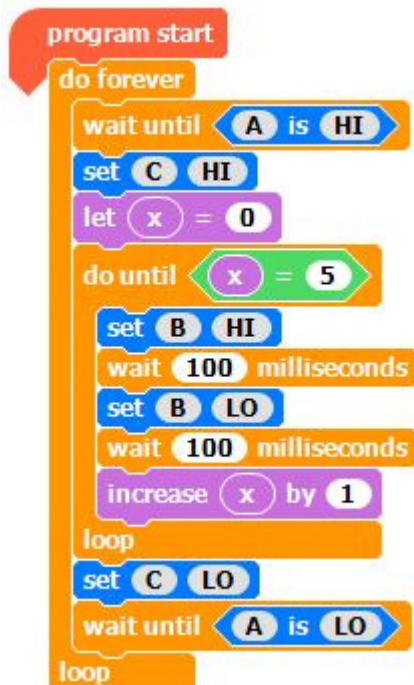 program start
do forever
wait until A is HI
set C HI
let x = 0
do until x = 5
set B HI
wait 100 milliseconds
set B LO
wait 100 milliseconds
increase x by 1
loop
set C LO
wait until A is LO
loop